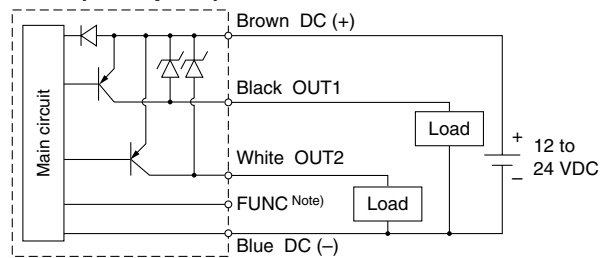 Brown DC (+)
Main circuit
Black OUT1
Load
+
12 to
24 VDC
–
White OUT2
Load
FUNC Note)
Blue DC (–)